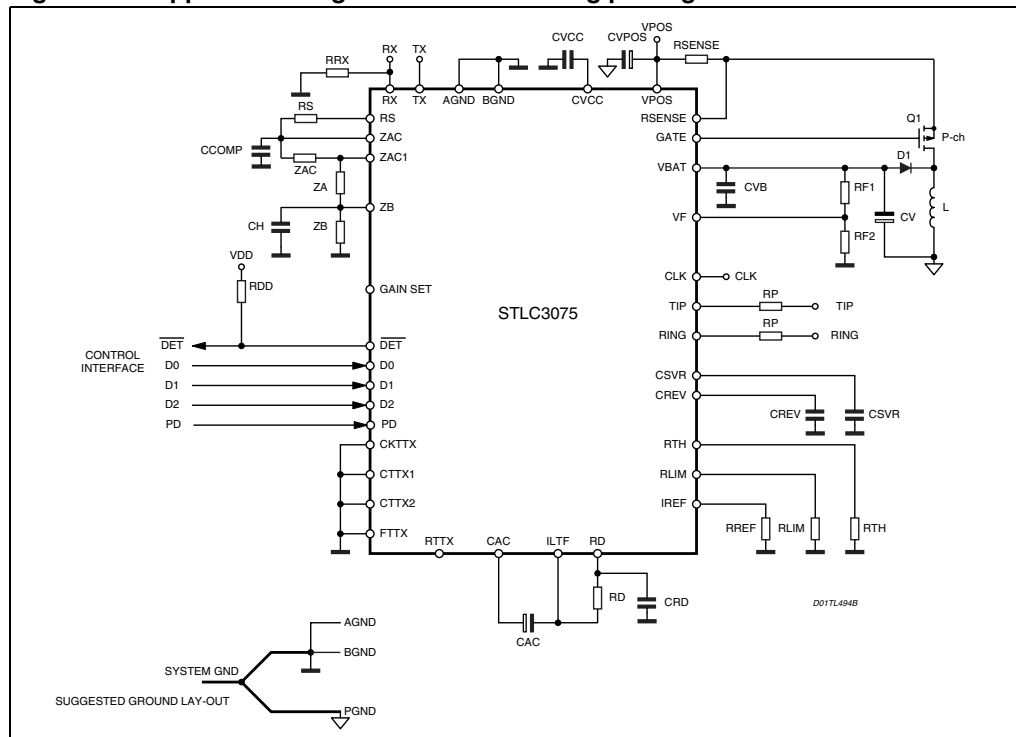 RX TX CVCC CVPOS VPOS RSENSE
RRX
RX TX AGND BGND CVCC VPOS
RS
RS
RSENSE
ZAC
GATE
Q1
P-ch
CCOMP
ZAC
ZAC1
VBAT
D1
ZA
CVB
RF1
CV
L
ZB
ZB
CH
VF
RF2
VDD
RDD
GAIN SET
CLK
CLK
STLC3075
TIP
RP
TIP
RING
RP
RING
CONTROL
INTERFACE
DET
DET
D0
D0
D1
D1
D2
D2
PD
PD
CSVR
CREV
CREV
CSVR
CKTTX
RTH
CTTX1
RLIM
CTTX2
IREF
FTTX
RREF
RLIM
RTH
RTTX CAC ILTF RD
RD
CRD
CAC
D01TL494B
AGND
BGND
SYSTEM GND
SUGGESTED GROUND LAY-OUT
PGND